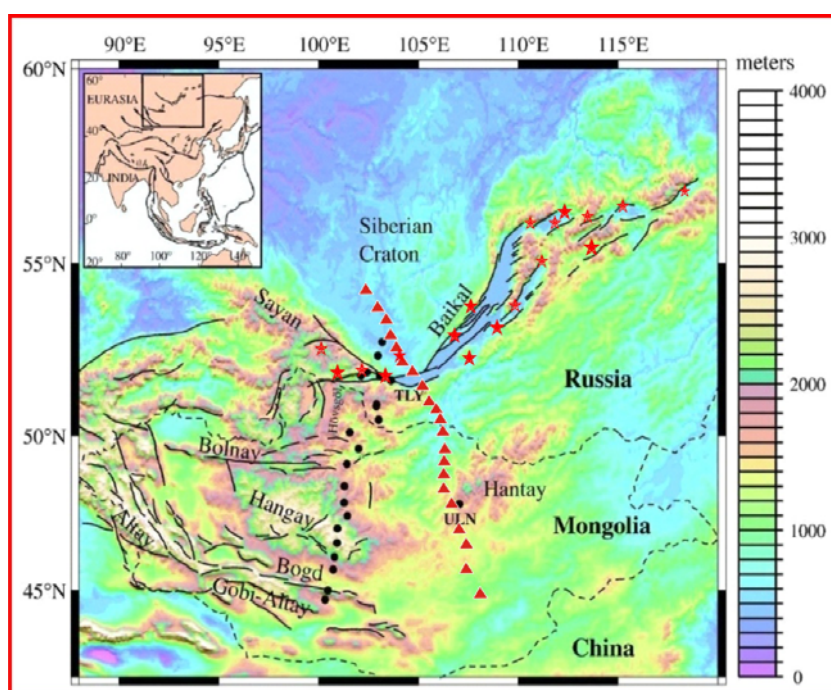 90°E 95°E 100°E 105°E 110°E 115°E
meters
60°N
4000
60°
EURASIA
40°
INDIA
20°
0°
20°
80° 100° 120° 140°
Siberian
Craton
3000
55°N
Sayan
Baikal
Russia
TLY
Hovsgol
2000
50°N
Bolnay
Hangay
Hantay
ULN
Altay
Mongolia
1000
Bogd
45°N
Gobi-Altay
China
0